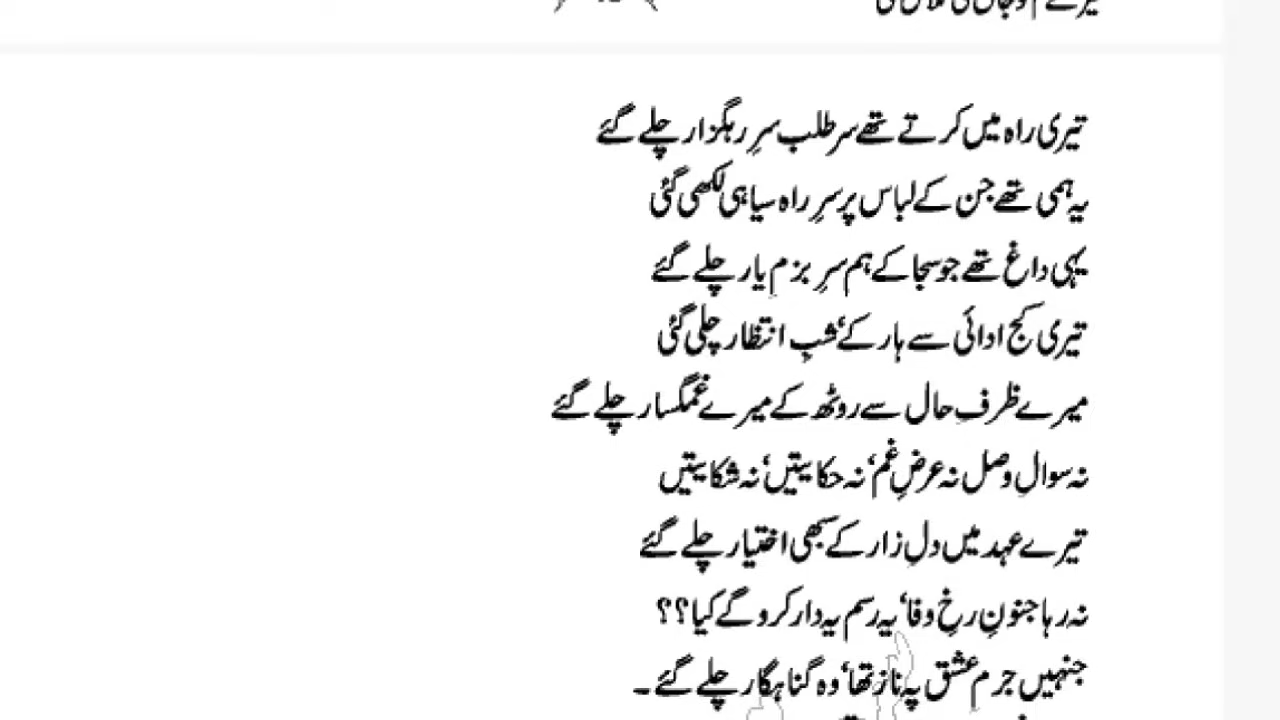 تیری راہ میں کرتے تھے سر طلب سرِ رہگزار چلے گئے
یہ ہمی تھے جن کے لباس پر سرِ راہ سیاہی لکھی گئی
یہی داغ تھے جو سجا کے ہم سرِ بزمِ یار چلے گئے
تیری کج ادائی سے ہار کے‘ شبِ انتظار چلی گئی
میرے ظرفِ حال سے روٹھ کے میرے غمگسار چلے گئے
نہ سوالِ وصل نہ عرضِ غم‘ نہ حکایتیں‘ نہ شکایتیں
تیرے عہد میں دلِ زار کے سبھی اختیار چلے گئے
نہ رہا جنونِ رخِ وفا‘ یہ رسم یہ دار کرو گے کیا؟؟
جنہیں جرم عشق پہ ناز تھا‘ وہ گناہگار چلے گئے ۔